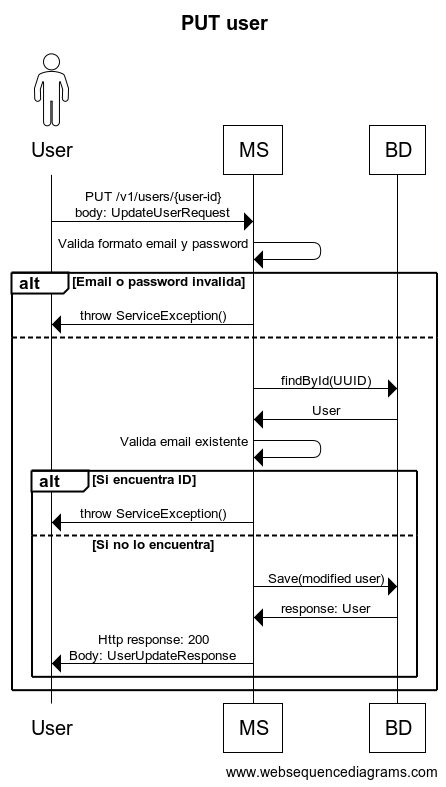 PUT user
User
MS
BD
PUT /v1/users/{user-id}
body: UpdateUserRequest
Valida formato email y password
alt
[Email o password invalida]
throw ServiceException()
findById(UUID)
User
Valida email existente
alt
[Si encuentra ID]
throw ServiceException()
[Si no lo encuentra]
Save(modified user)
response: User
Http response: 200
Body: UserUpdateResponse
User
MS
BD
www.websequencediagrams.com